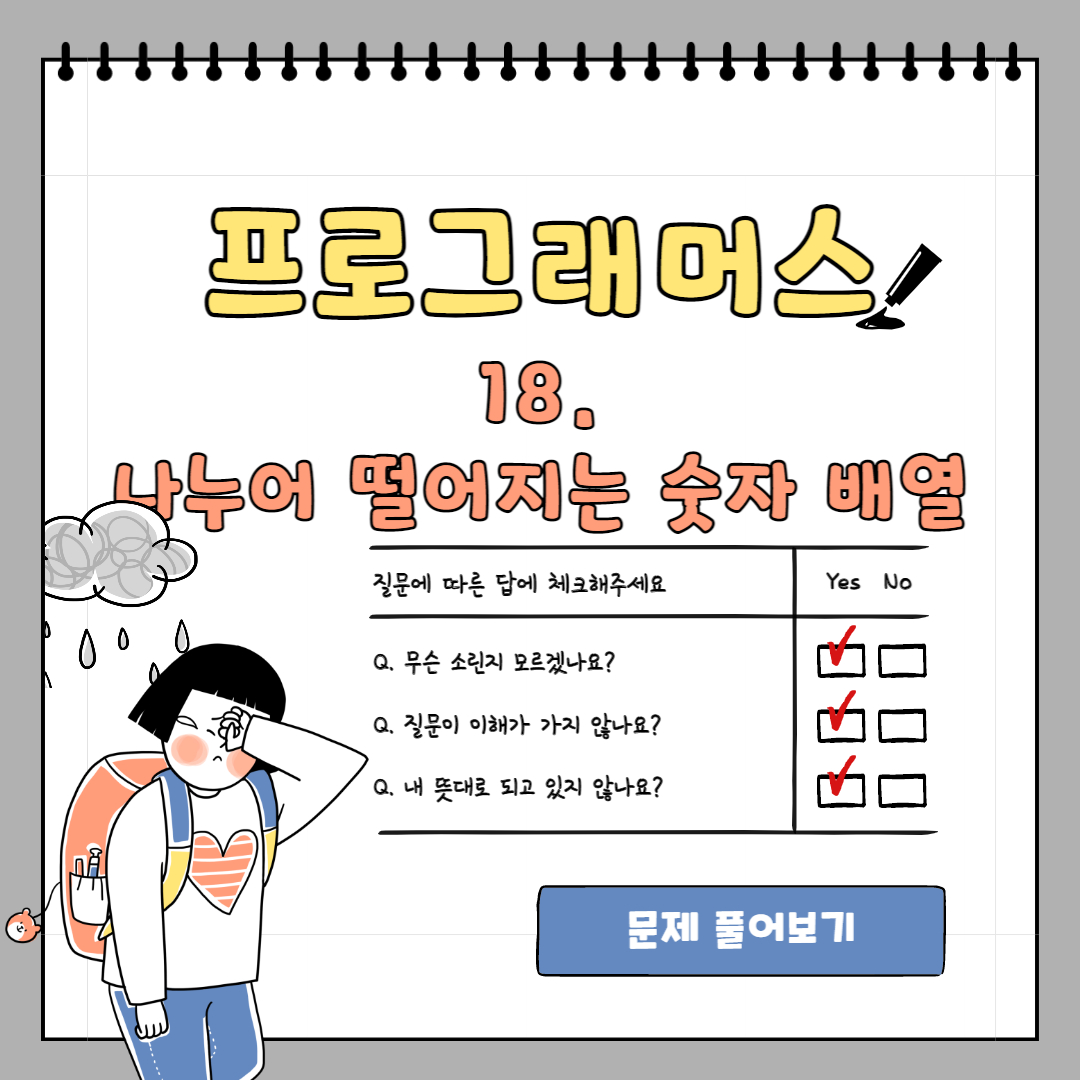 프로그래머스
18.
나누어 떨어지는 숫자 배열
질문에 따른 답에 체크해주세요 Yes No
Q. 무슨 소린지 모르겠나요?
Q. 질문이 이해가 가지 않나요?
Q. 내 뜻대로 되고 있지 않나요?
문제 풀어보기